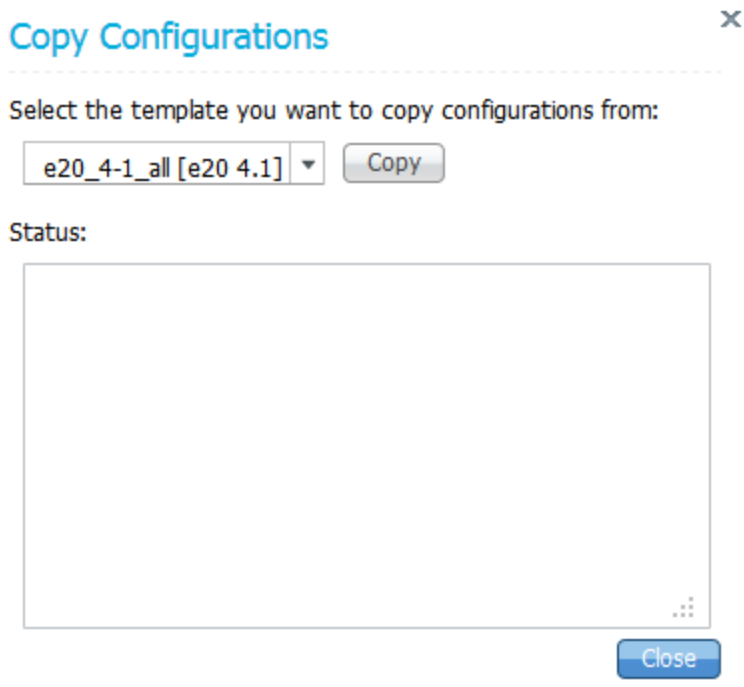 Copy Configurations
Select the template you want to copy configurations from:
e20_4-1_all [e20 4.1] Copy
Status:
Close